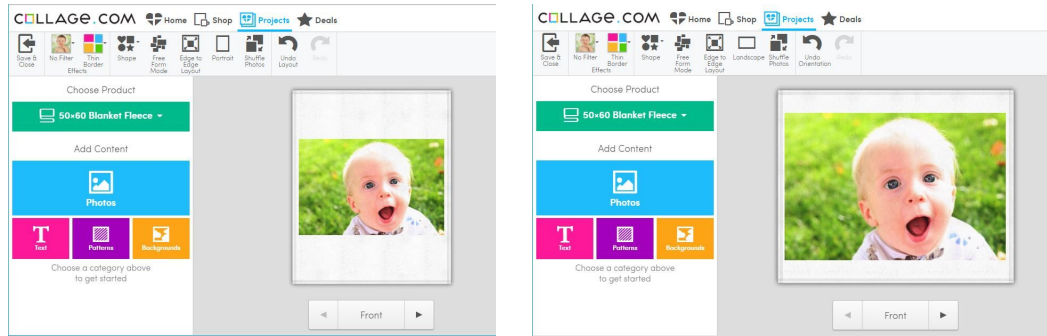 COLLAGE.COM Home Shop Projects Deals
Save & Close No Filter Thin Border Shape Free Form Mode Edge to Edge Layout Portrait Shuffle Photos Undo Layout Redo
Effects
Choose Product
50×60 Blanket Fleece
Add Content
Photos
Text Patterns Backgrounds
Choose a category above
to get started
Front
COLLAGE.COM Home Shop Projects Deals
Save & Close No Filter Thin Border Shape Free Form Mode Edge to Edge Layout Landscape Shuffle Photos Undo Orientation Redo
Effects
Choose Product
50×60 Blanket Fleece
Add Content
Photos
Text Patterns Backgrounds
Choose a category above
to get started
Front